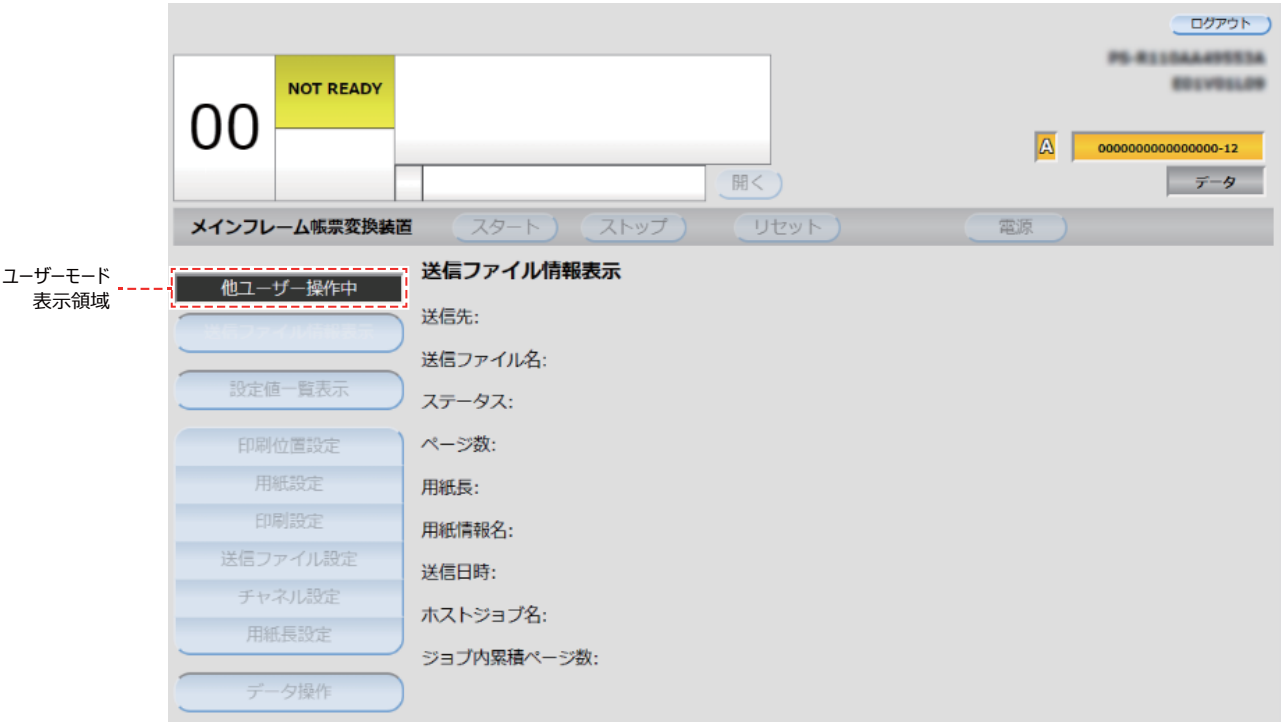 ログアウト
00
NOT READY
A
0000000000000000-12
データ
開く
メインフレーム帳票変換装置
スタート
ストップ
リセット
電源
ユーザーモード
表示領域
他ユーザー操作中
送信ファイル情報表示
送信ファイル情報表示
設定値一覧表示
印刷位置設定
用紙設定
印刷設定
送信ファイル設定
チャネル設定
用紙長設定
データ操作
送信先:
送信ファイル名:
ステータス:
ページ数:
用紙長:
用紙情報名:
送信日時:
ホストジョブ名:
ジョブ内累積ページ数: